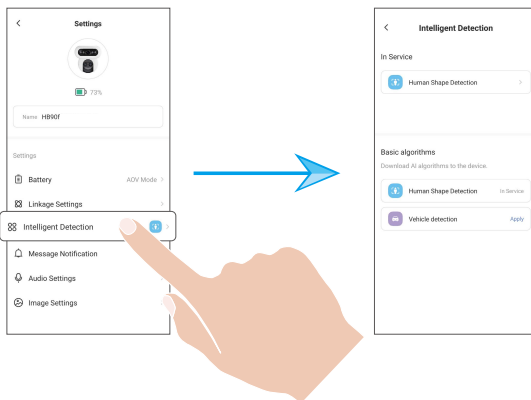 Settings
73%
Name HB90f
Settings
Battery AOV Mode
Linkage Settings
Intelligent Detection
Message Notification
Audio Settings
Image Settings
Intelligent Detection
In Service
Human Shape Detection
Basic algorithms
Download AI algorithms to the device.
Human Shape Detection In Service
Vehicle detection Apply